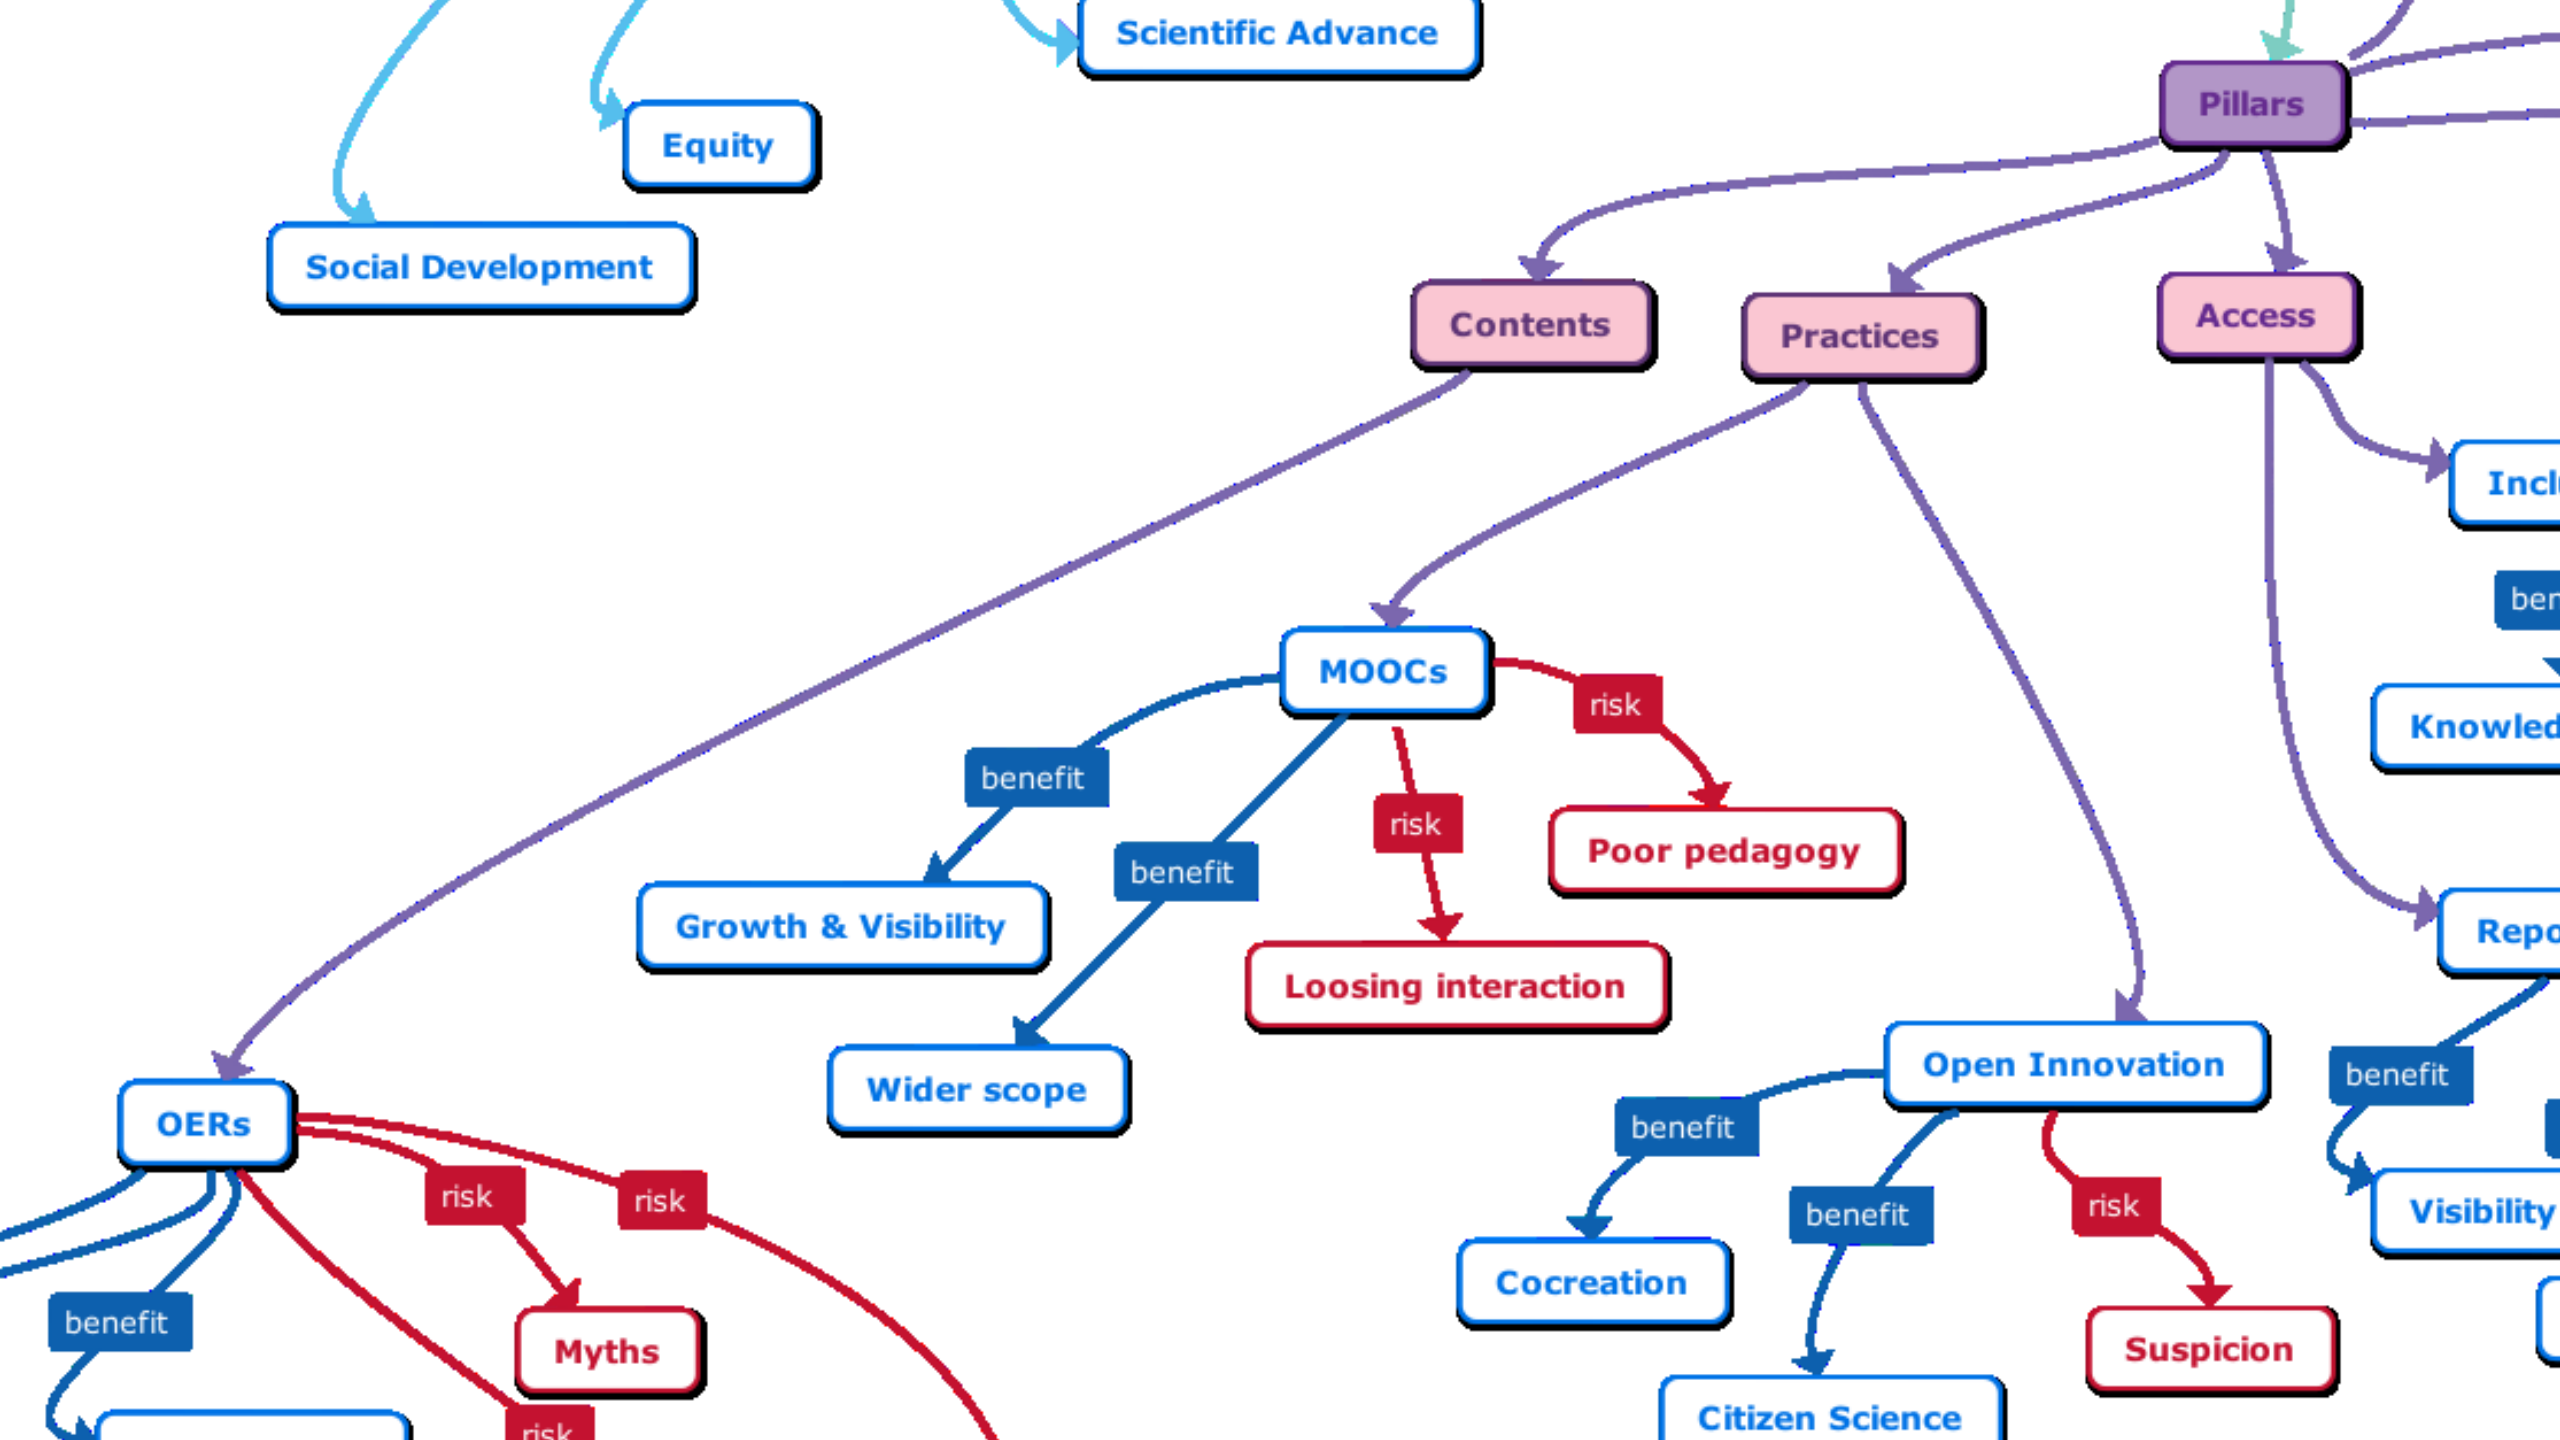 Scientific Advance
Pillars
Equity
Social Development
Contents
Practices
Access
MOOCs
risk
benefit
risk
Poor pedagogy
benefit
Growth & Visibility
Loosing interaction
Open Innovation
benefit
Wider scope
OERs
benefit
risk
risk
benefit
risk
Visibility
Cocreation
benefit
Myths
Suspicion
Citizen Science
risk